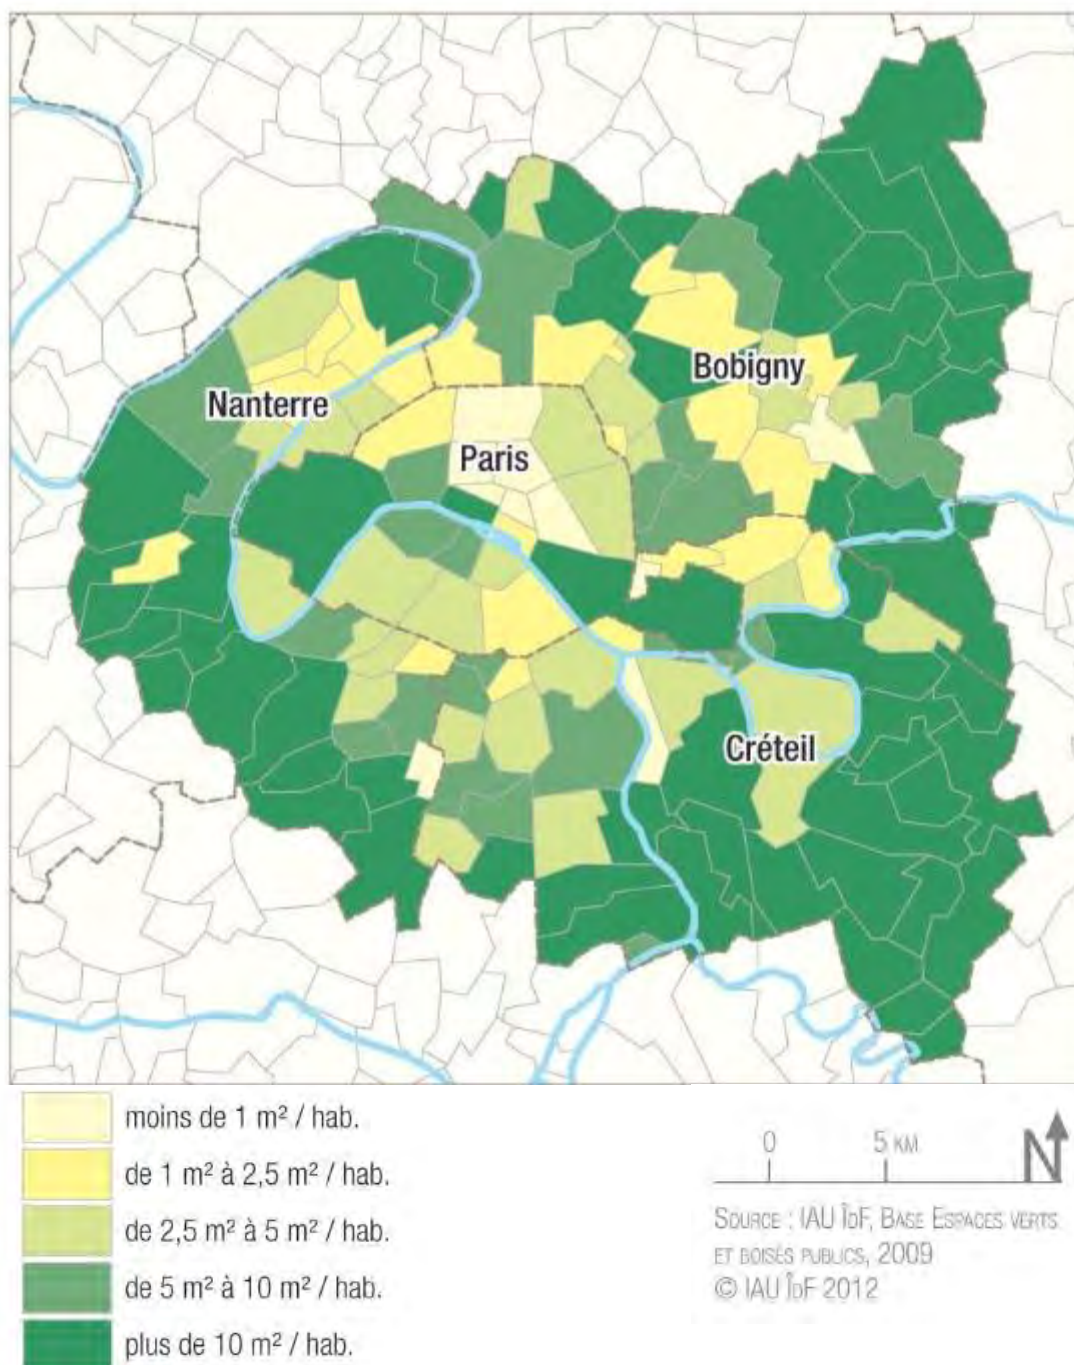 Bobigny
Nanterre
Paris
Créteil
moins de 1 m² / hab.
de 1 m² à 2,5 m² / hab.
de 2,5 m² à 5 m² / hab.
de 5 m² à 10 m² / hab.
plus de 10 m² / hab.
0 5 KM
N
SOURCE : IAU ÎDF, BASE ESPACES VERTS
ET BOISÉS PUBLICS, 2009
© IAU ÎDF 2012